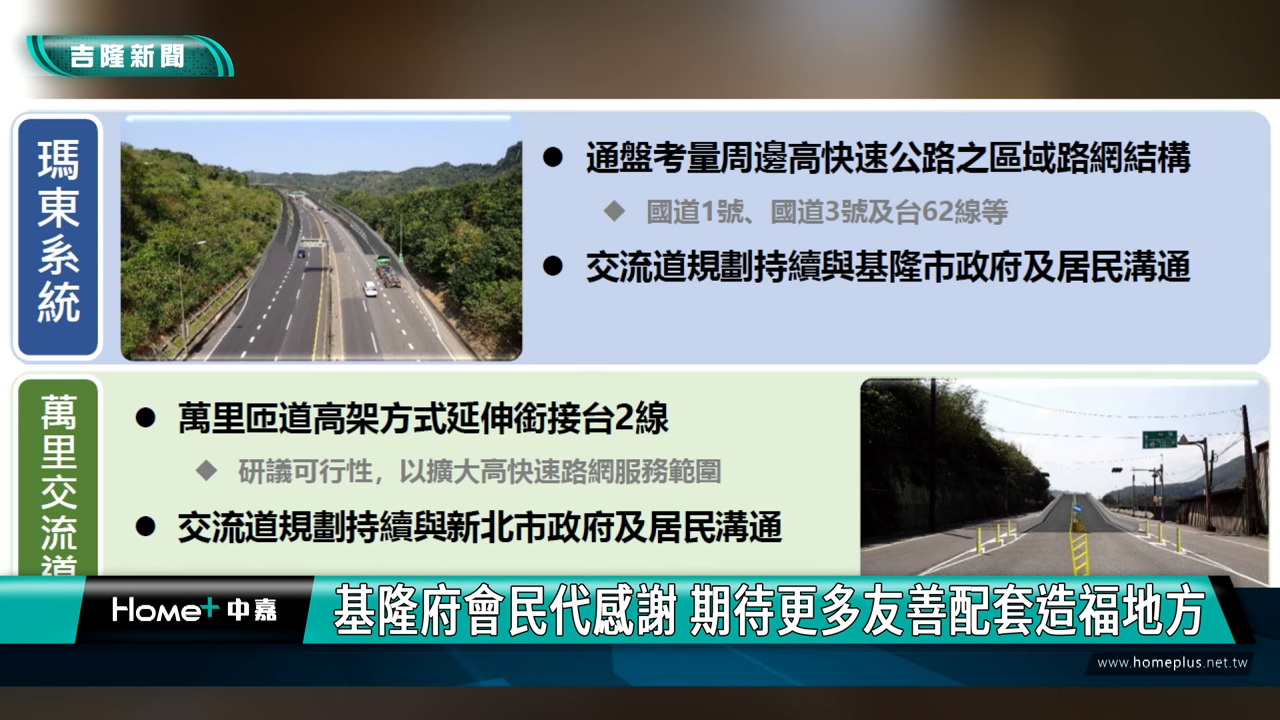 吉隆新聞
瑪東系統
通盤考量周邊高快速公路之區域路網結構
國道1號、國道3號及台62線等
交流道規劃持續與基隆市政府及居民溝通
萬里交流道
萬里匝道高架方式延伸銜接台2線
研議可行性，以擴大高快速路網服務範圍
交流道規劃持續與新北市政府及居民溝通
Home+ 中嘉
基隆府會民代感謝 期待更多友善配套造福地方
www.homeplus.net.tw